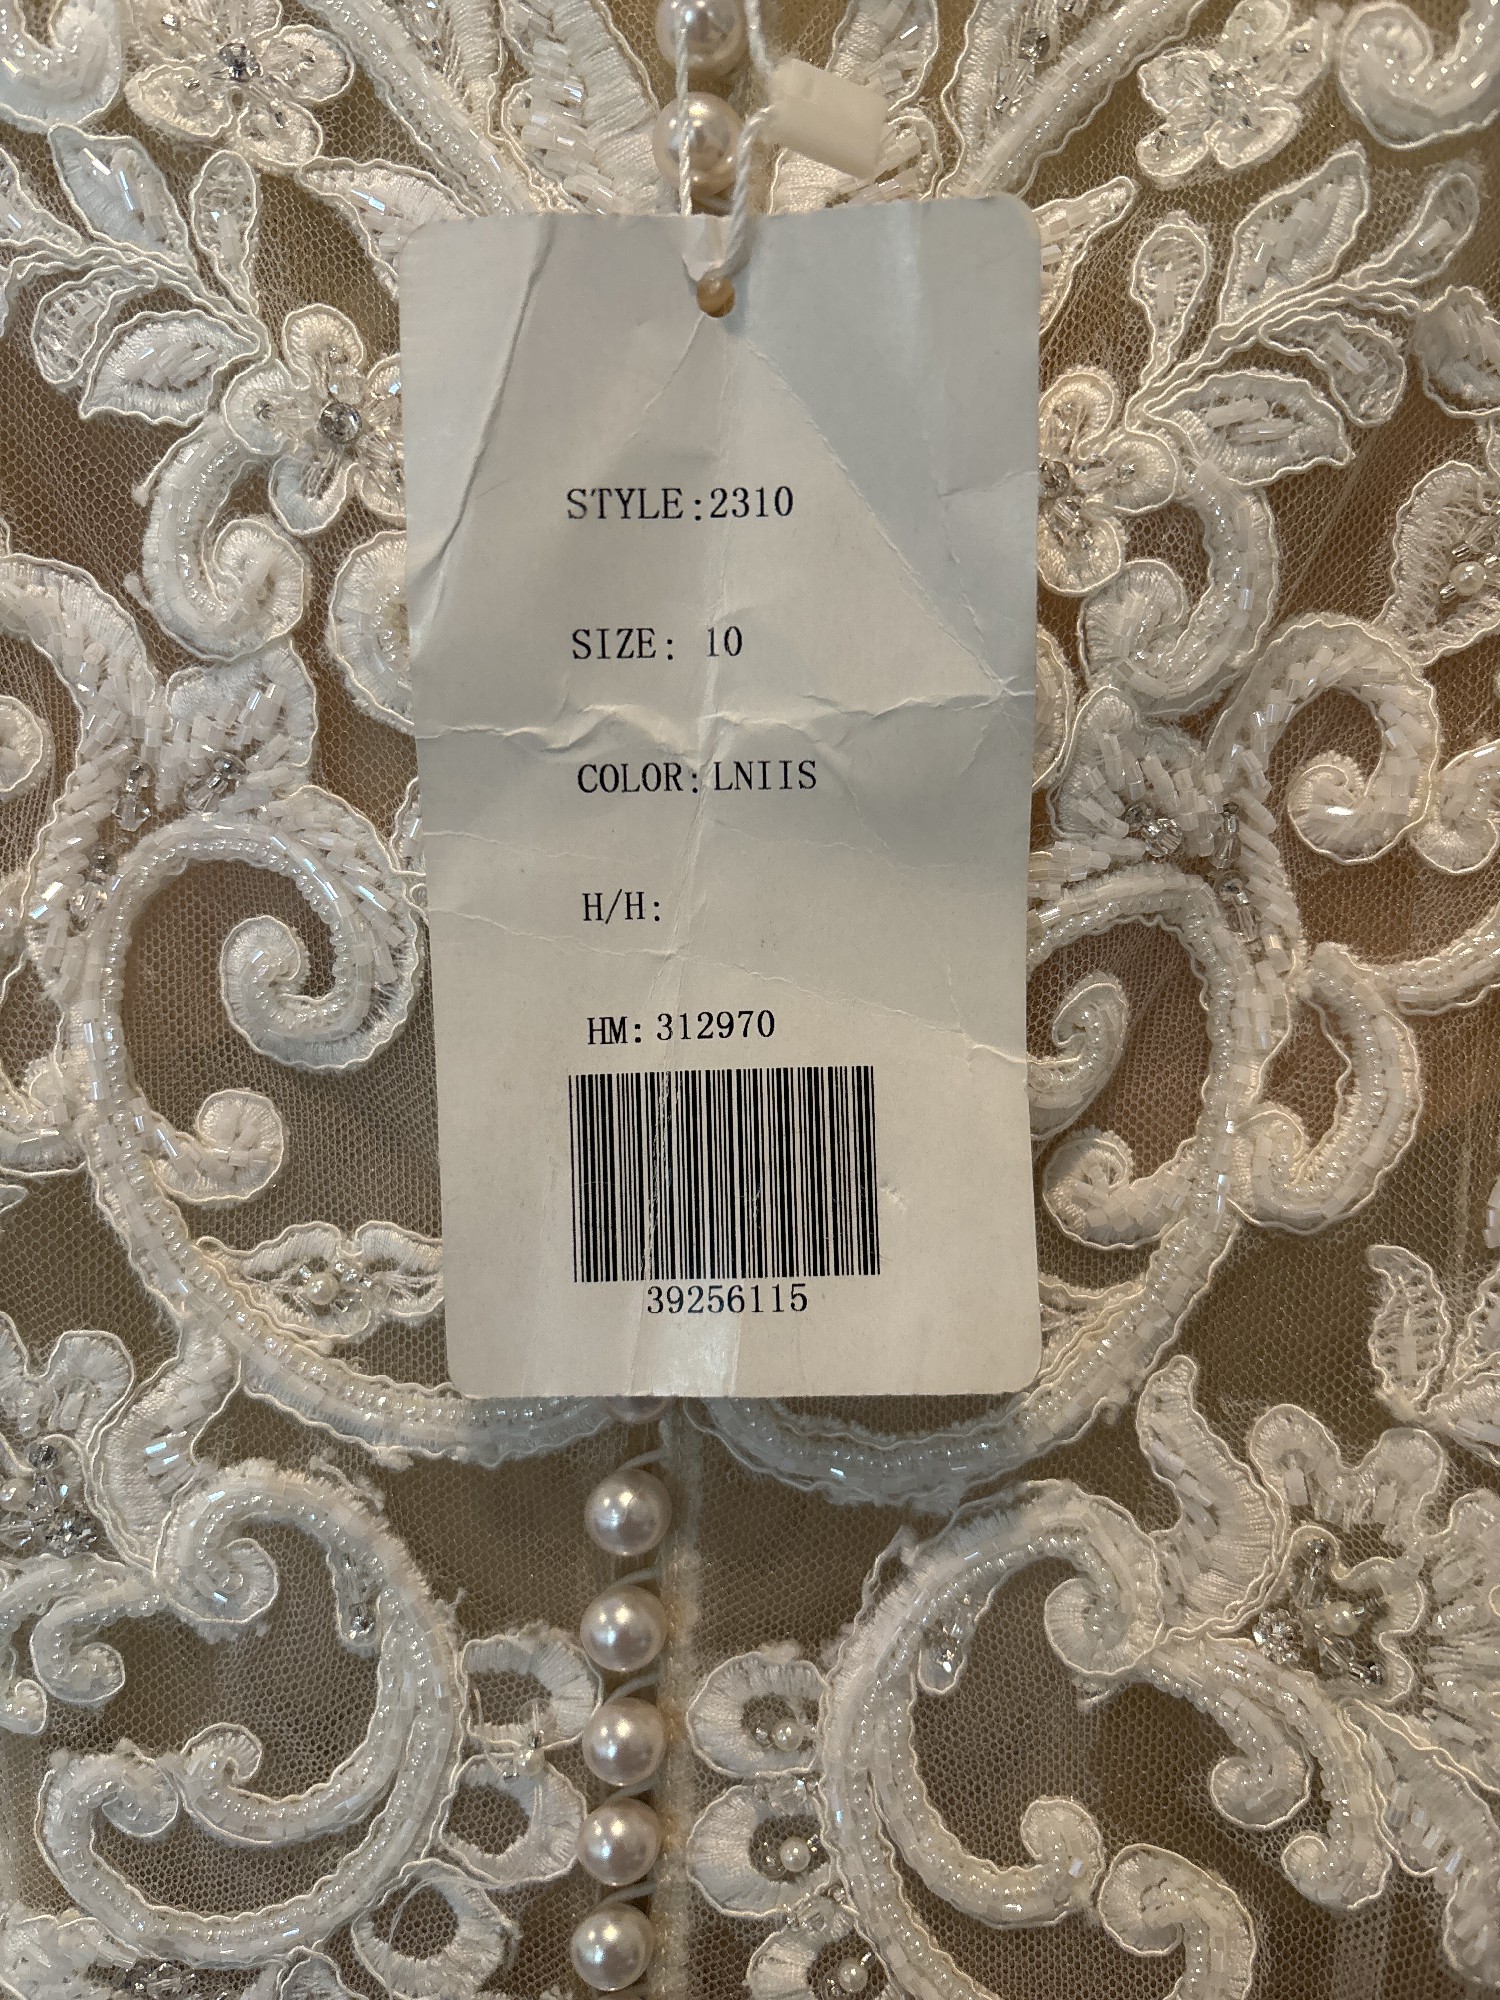 STYLE:2310
SIZE: 10
COLOR:LNIIS
H/H:
HM:312970
39256115